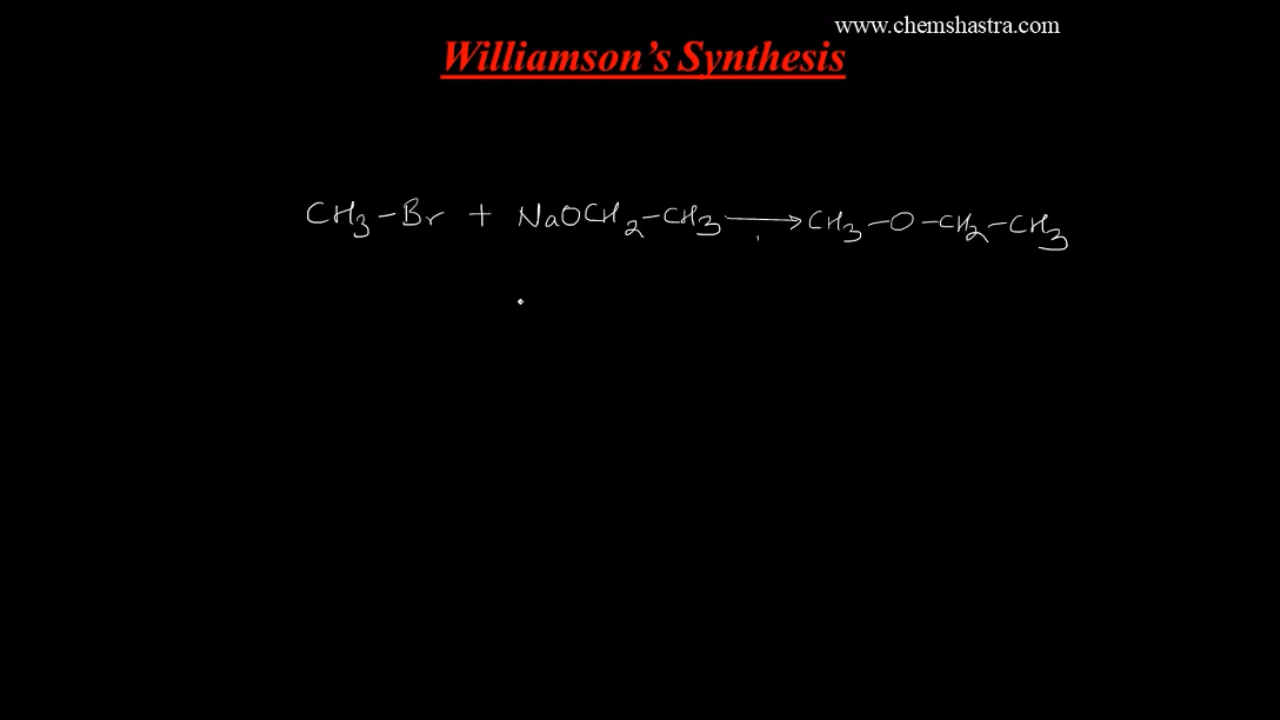 www.chemshastra.com
Williamson's Synthesis
CH₃-Br + NaOCH₂-CH₃ ⟶ CH₃-O-CH₂-CH₃